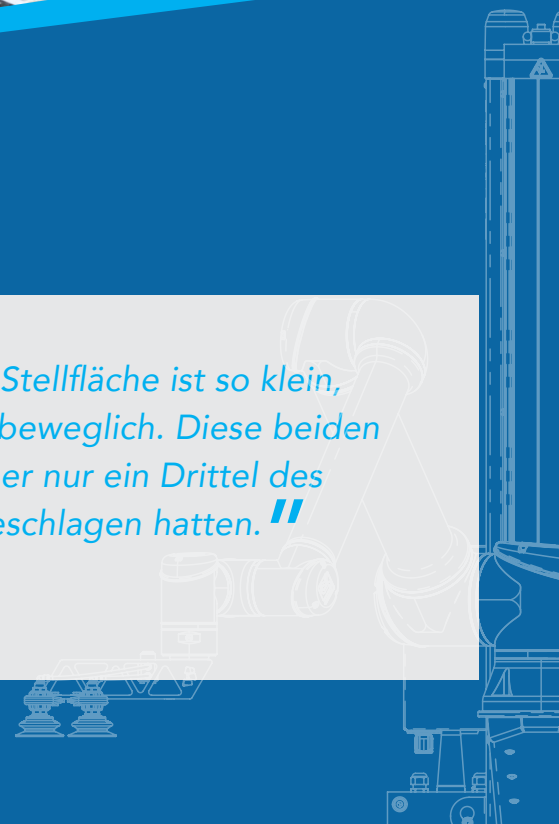 Stellfläche ist so klein,
beweglich. Diese beiden
er nur ein Drittel des
eschlagen hatten."